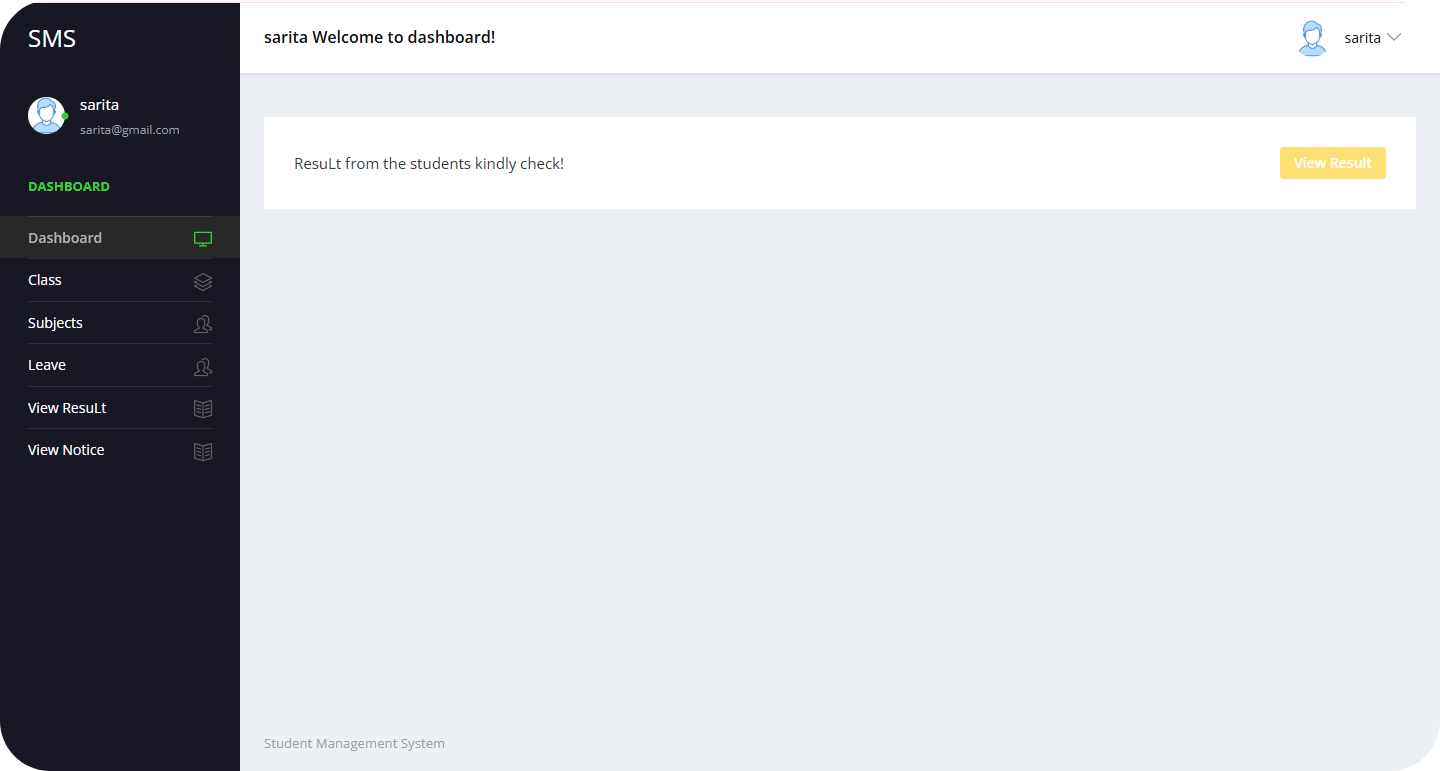 SMS
sarita Welcome to dashboard!
sarita
sarita
sarita@gmail.com
DASHBOARD
Dashboard
Class
Subjects
Leave
View ResuLt
View Notice
ResuLt from the students kindly check!
View Result
Student Management System